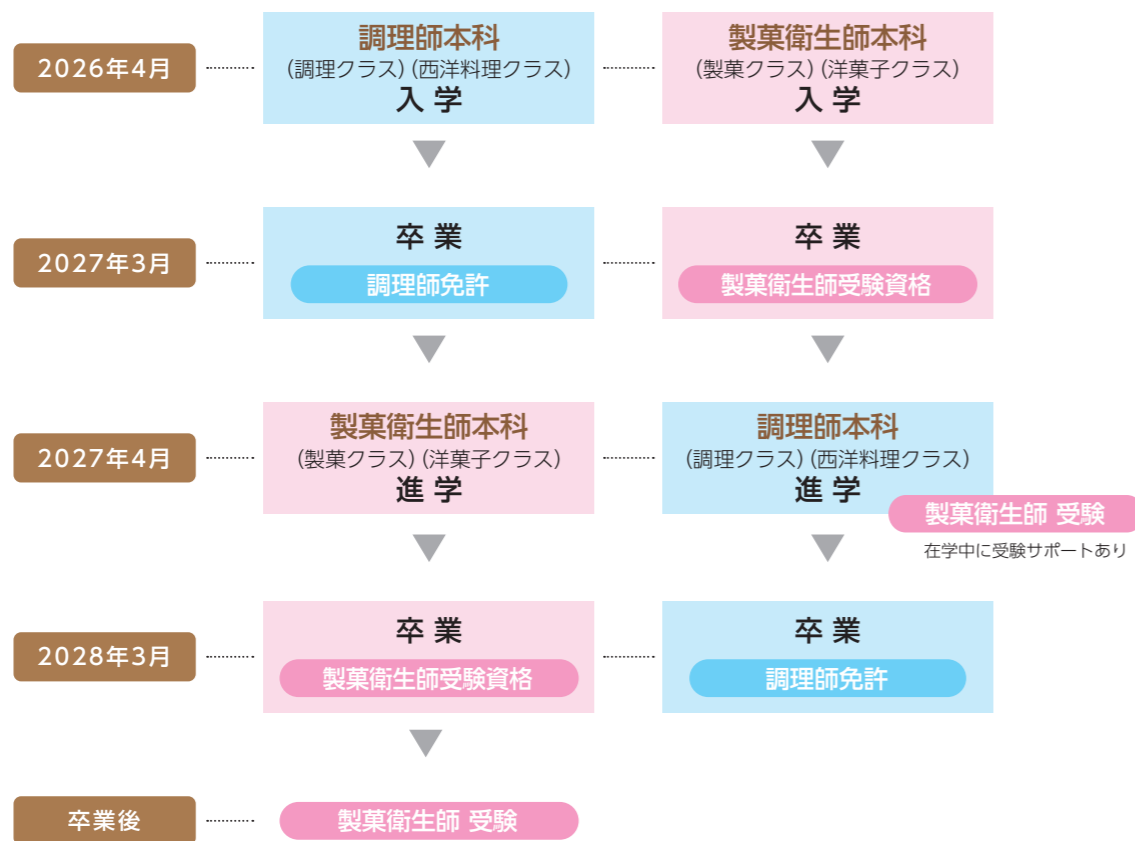 2026年4月
調理師本科
(調理クラス)(西洋料理クラス)
入学
製菓衛生師本科
(製菓クラス)(洋菓子クラス)
入学
2027年3月
卒業
調理師免許
卒業
製菓衛生師受験資格
2027年4月
製菓衛生師本科
(製菓クラス)(洋菓子クラス)
進学
調理師本科
(調理クラス)(西洋料理クラス)
進学
製菓衛生師 受験
在学中に受験サポートあり
2028年3月
卒業
製菓衛生師受験資格
卒業
調理師免許
卒業後
製菓衛生師 受験